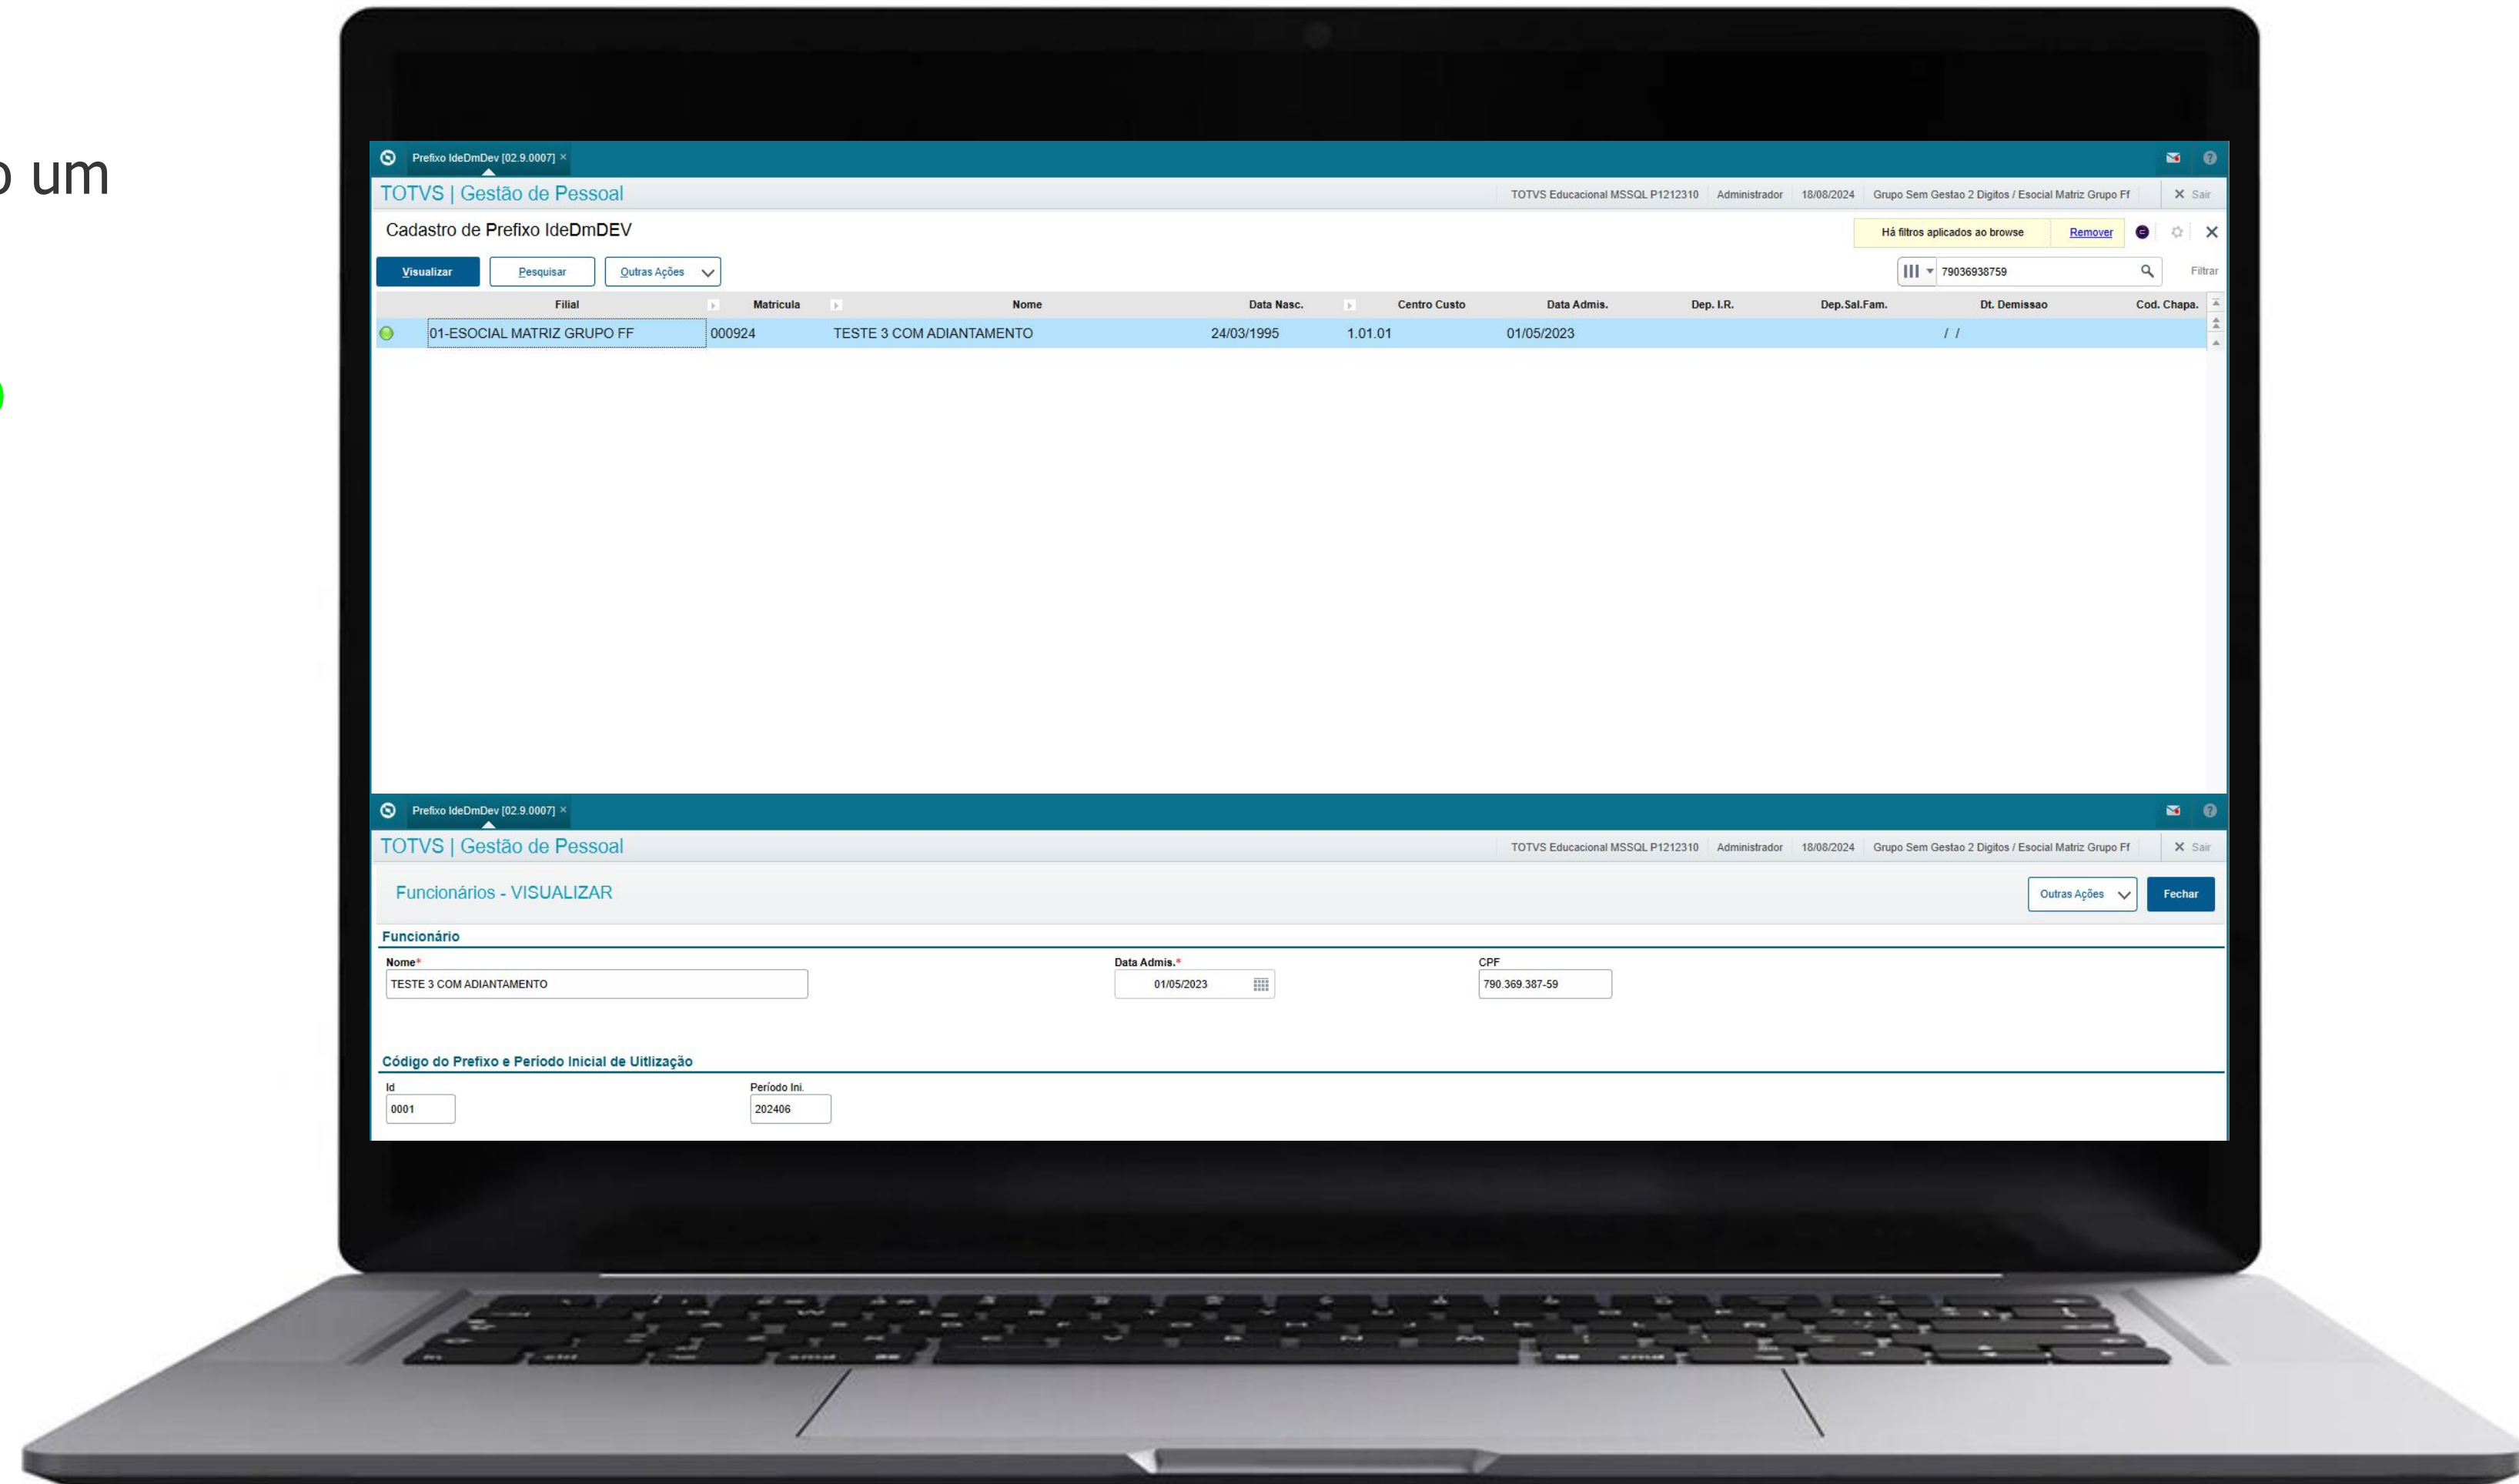 o um
Prefixo IdeDmDev [02.9.0007] ×
TOTVS | Gestão de Pessoal
TOTVS Educacional MSSQL P1212310 Administrador 18/08/2024 Grupo Sem Gestao 2 Digitos / Esocial Matriz Grupo Ff × Sair
Cadastro de Prefixo IdeDmDEV
Há filtros aplicados ao browse Remover
Visualizar Pesquisar Outras Ações 79036938759 Filtrar
Filial Matricula Nome Data Nasc. Centro Custo Data Admis. Dep. I.R. Dep.Sal.Fam. Dt. Demissao Cod. Chapa.
01-ESOCIAL MATRIZ GRUPO FF 000924 TESTE 3 COM ADIANTAMENTO 24/03/1995 1.01.01 01/05/2023 / /
Prefixo IdeDmDev [02.9.0007] ×
TOTVS | Gestão de Pessoal
TOTVS Educacional MSSQL P1212310 Administrador 18/08/2024 Grupo Sem Gestao 2 Digitos / Esocial Matriz Grupo Ff × Sair
Funcionários - VISUALIZAR
Outras Ações Fechar
Funcionário
Nome* Data Admis.* CPF
TESTE 3 COM ADIANTAMENTO 01/05/2023 790.369.387-59
Código do Prefixo e Período Inicial de Uitlização
Id Período Ini.
0001 202406